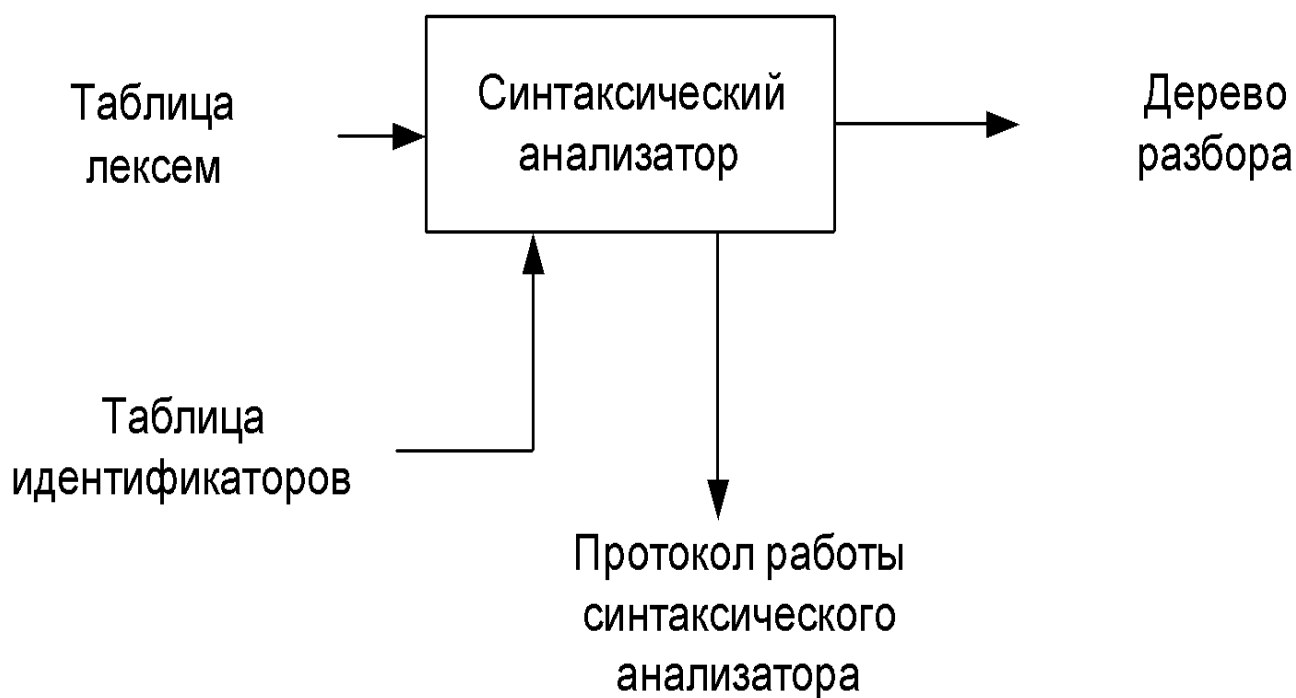 Таблица
лексем
Синтаксический
анализатор
Дерево
разбора
Таблица
идентификаторов
Протокол работы
синтаксического
анализатора